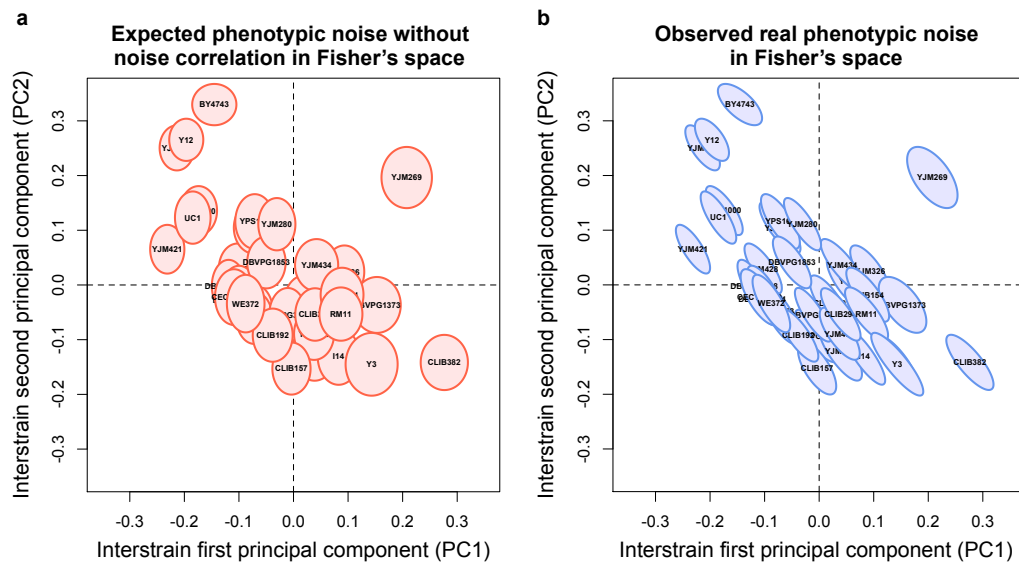 a
Expected phenotypic noise without
noise correlation in Fisher's space
Interstrain second principal component (PC2)
0.3
0.2
0.1
0.0
-0.1
-0.2
-0.3
BY4743
Y12
YJM269
UC1
YPS1
YJM280
YJM421
DBVPG1853
YJM434
WE372
RM11
BVPG1373
CLIB192
I14
CLIB157
Y3
CLIB382
-0.3 -0.2 -0.1 0.0 0.1 0.2 0.3
Interstrain first principal component (PC1)
b
Observed real phenotypic noise
in Fisher's space
Interstrain second principal component (PC2)
0.3
0.2
0.1
0.0
-0.1
-0.2
-0.3
BY4743
Y12
YJM269
UC1
YJM280
YJM421
DBVPG1853
YJM434
WE372
BVPG1373
CLIB29
RM11
CLIB192
I14
CLIB157
Y3
CLIB382
-0.3 -0.2 -0.1 0.0 0.1 0.2 0.3
Interstrain first principal component (PC1)